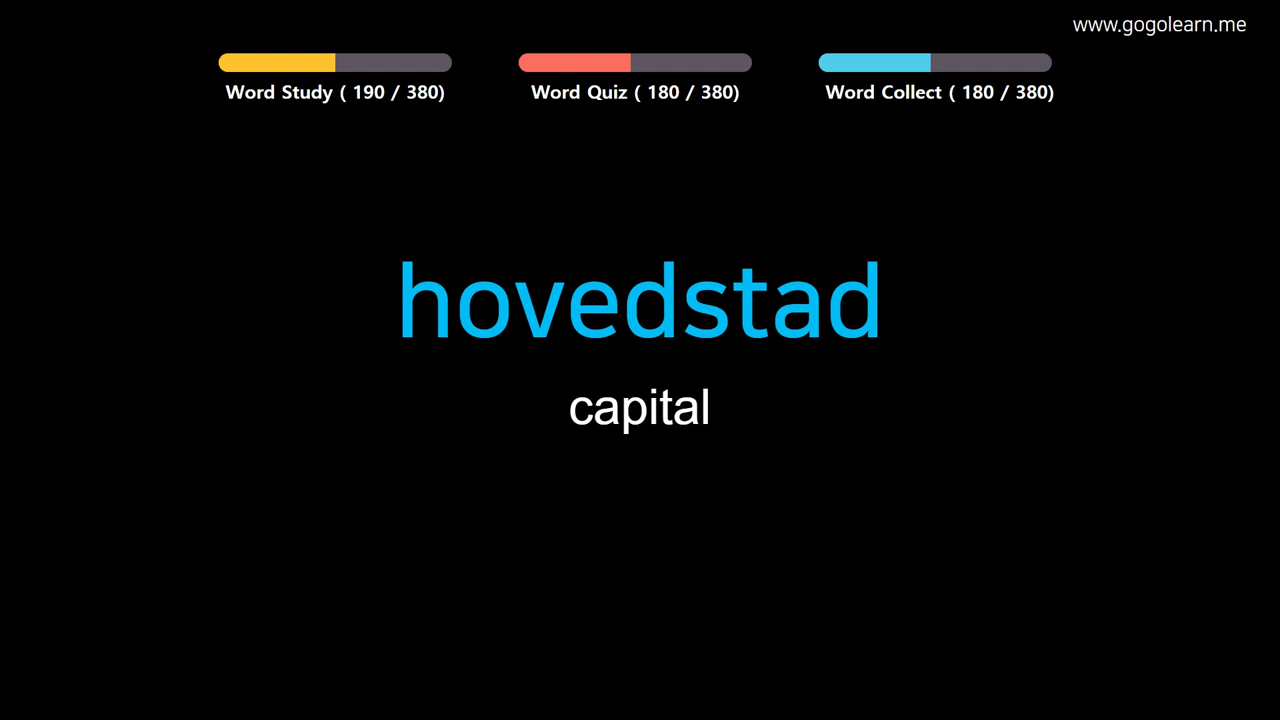 www.gogolearn.me
Word Study ( 190 / 380)
Word Quiz ( 180 / 380)
Word Collect ( 180 / 380)
hovedstad
capital